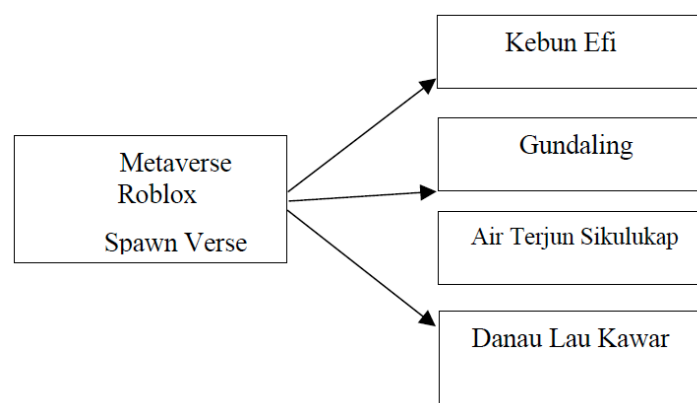 Metaverse
Roblox
Spawn Verse
Kebun Efi
Gundaling
Air Terjun Sikulukap
Danau Lau Kawar